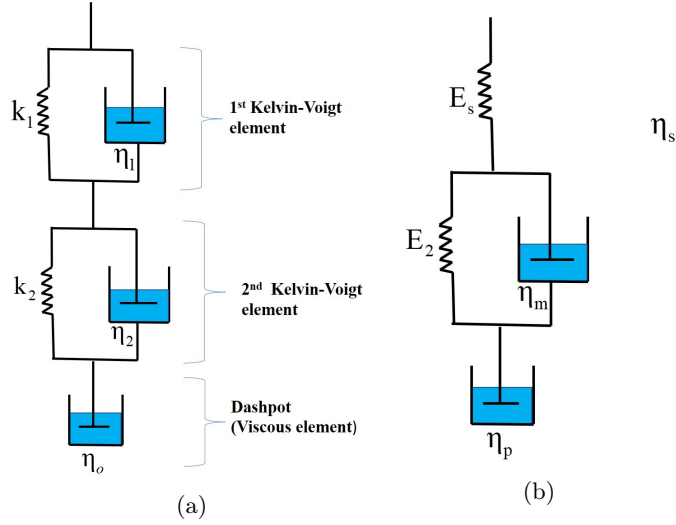 k₁
η₁
1ˢᵗ Kelvin-Voigt
element
k₂
η₂
2ⁿᵈ Kelvin-Voigt
element
Dashpot
(Viscous element)
ηₒ
(a)
Eₛ
ηₛ
E₂
ηₘ
ηₚ
(b)